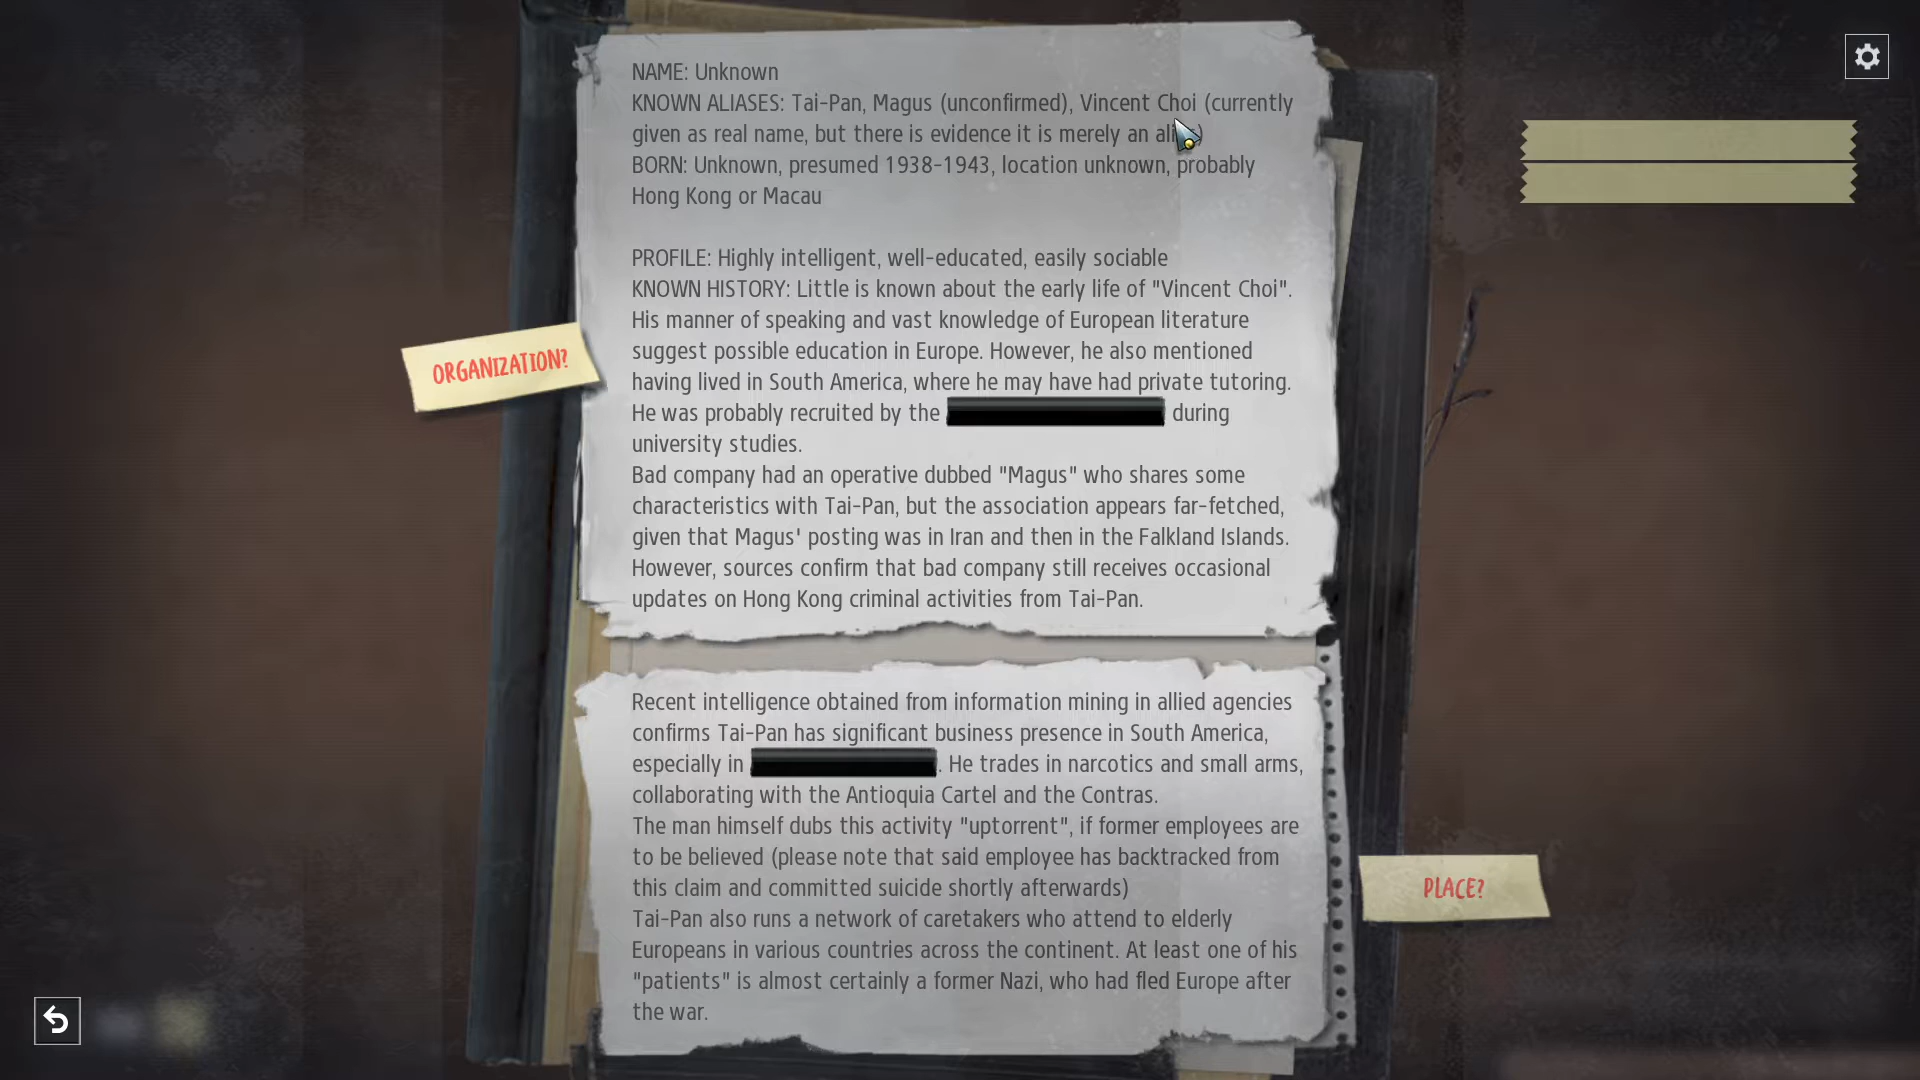 NAME: Unknown
KNOWN ALIASES: Tai-Pan, Magus (unconfirmed), Vincent Choi (currently
given as real name, but there is evidence it is merely an alias)
BORN: Unknown, presumed 1938-1943, location unknown, probably
Hong Kong or Macau
PROFILE: Highly intelligent, well-educated, easily sociable
KNOWN HISTORY: Little is known about the early life of "Vincent Choi".
His manner of speaking and vast knowledge of European literature
suggest possible education in Europe. However, he also mentioned
having lived in South America, where he may have had private tutoring.
He was probably recruited by the during
university studies.
ORGANIZATION?
Bad company had an operative dubbed "Magus" who shares some
characteristics with Tai-Pan, but the association appears far-fetched,
given that Magus' posting was in Iran and then in the Falkland Islands.
However, sources confirm that bad company still receives occasional
updates on Hong Kong criminal activities from Tai-Pan.
Recent intelligence obtained from information mining in allied agencies
confirms Tai-Pan has significant business presence in South America,
especially in . He trades in narcotics and small arms,
collaborating with the Antioquia Cartel and the Contras.
The man himself dubs this activity "uptorrent", if former employees are
to be believed (please note that said employee has backtracked from
this claim and committed suicide shortly afterwards)
PLACE?
Tai-Pan also runs a network of caretakers who attend to elderly
Europeans in various countries across the continent. At least one of his
"patients" is almost certainly a former Nazi, who had fled Europe after
the war.